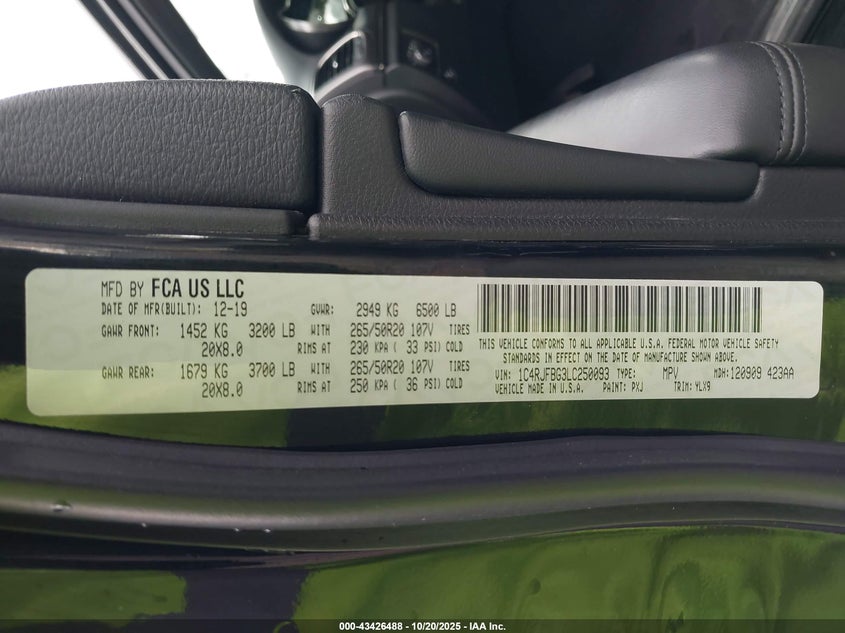 MFD BY FCA US LLC
DATE OF MFR(BUILT): 12-19 GVWR: 2949 KG 6500 LB
GAWR FRONT: 1452 KG 3200 LB WITH 265/50R20 107V TIRES
20X8.0 RIMS AT 230 KPA ( 33 PSI) COLD
GAWR REAR: 1679 KG 3700 LB WITH 265/50R20 107V TIRES
20X8.0 RIMS AT 250 KPA ( 36 PSI) COLD
THIS VEHICLE CONFORMS TO ALL APPLICABLE U.S.A. FEDERAL MOTOR VEHICLE SAFETY
STANDARDS IN EFFECT ON THE DATE OF MANUFACTURE SHOWN ABOVE.
VIN: 1C4RJFBG3LC250093 TYPE: MPV MDH: 120909 423AA
VEHICLE MADE IN U.S.A. PAINT: PXJ TRIM: YLX9
000-43426488 - 10/20/2025 - IAA Inc.